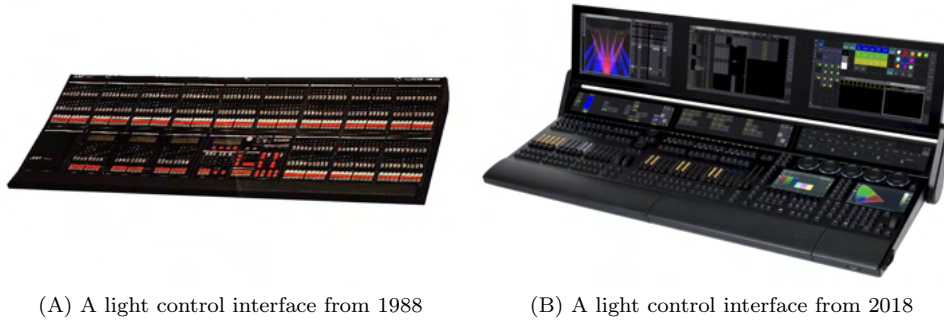 (A) A light control interface from 1988
(B) A light control interface from 2018